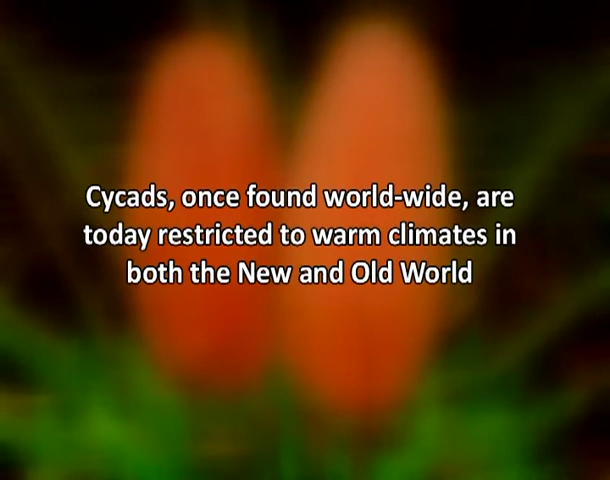 Cycads, once found world-wide, are
today restricted to warm climates in
both the New and Old World